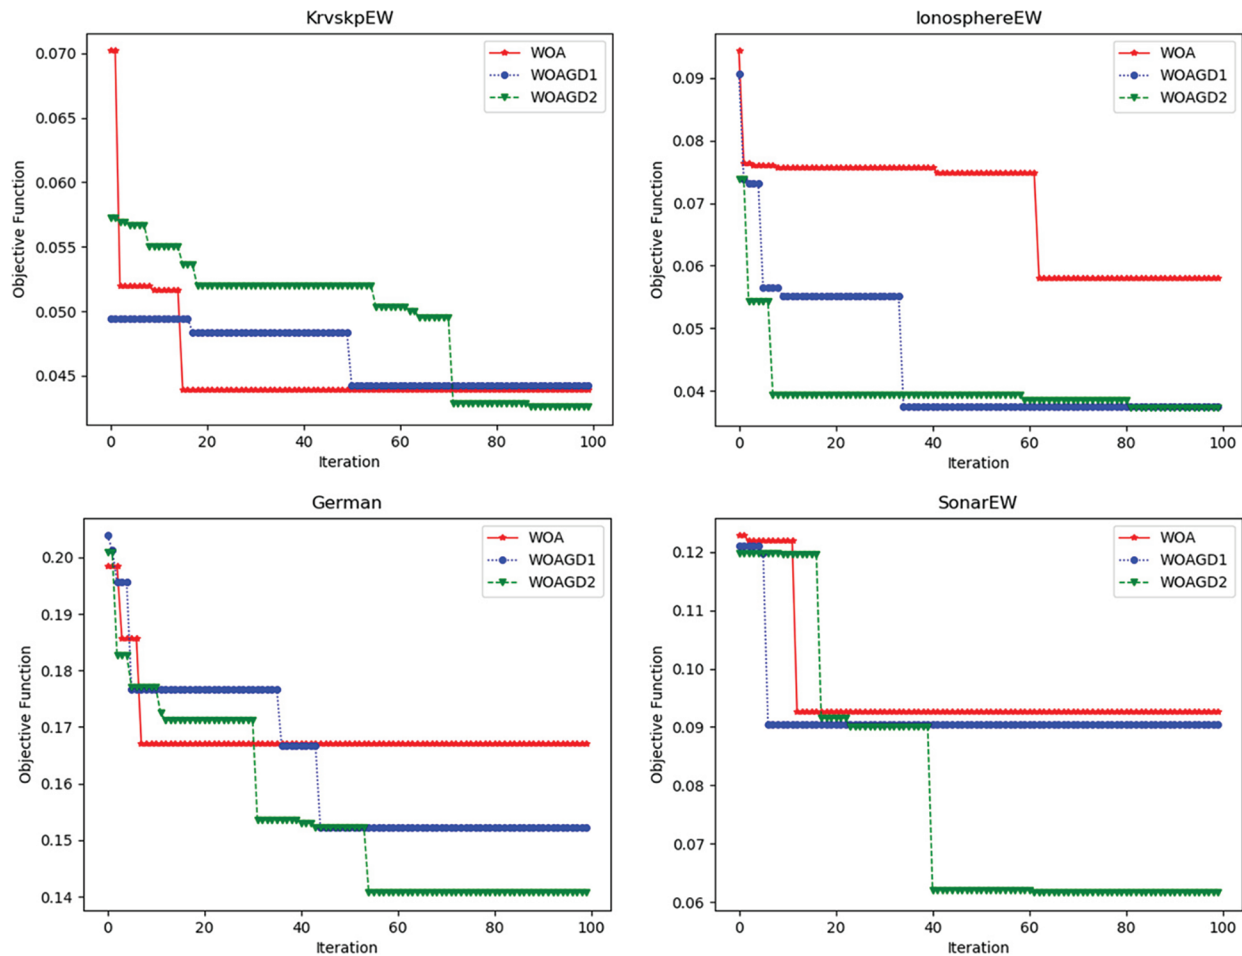 KrvskpEW
0.070
0.065
0.060
0.055
0.050
0.045
Objective Function
WOA
WOAGD1
WOAGD2
0 20 40 60 80 100
Iteration
IonosphereEW
0.09
0.08
0.07
0.06
0.05
0.04
Objective Function
WOA
WOAGD1
WOAGD2
0 20 40 60 80 100
Iteration
German
0.20
0.19
0.18
0.17
0.16
0.15
0.14
Objective Function
WOA
WOAGD1
WOAGD2
0 20 40 60 80 100
Iteration
SonarEW
0.12
0.11
0.10
0.09
0.08
0.07
0.06
Objective Function
WOA
WOAGD1
WOAGD2
0 20 40 60 80 100
Iteration